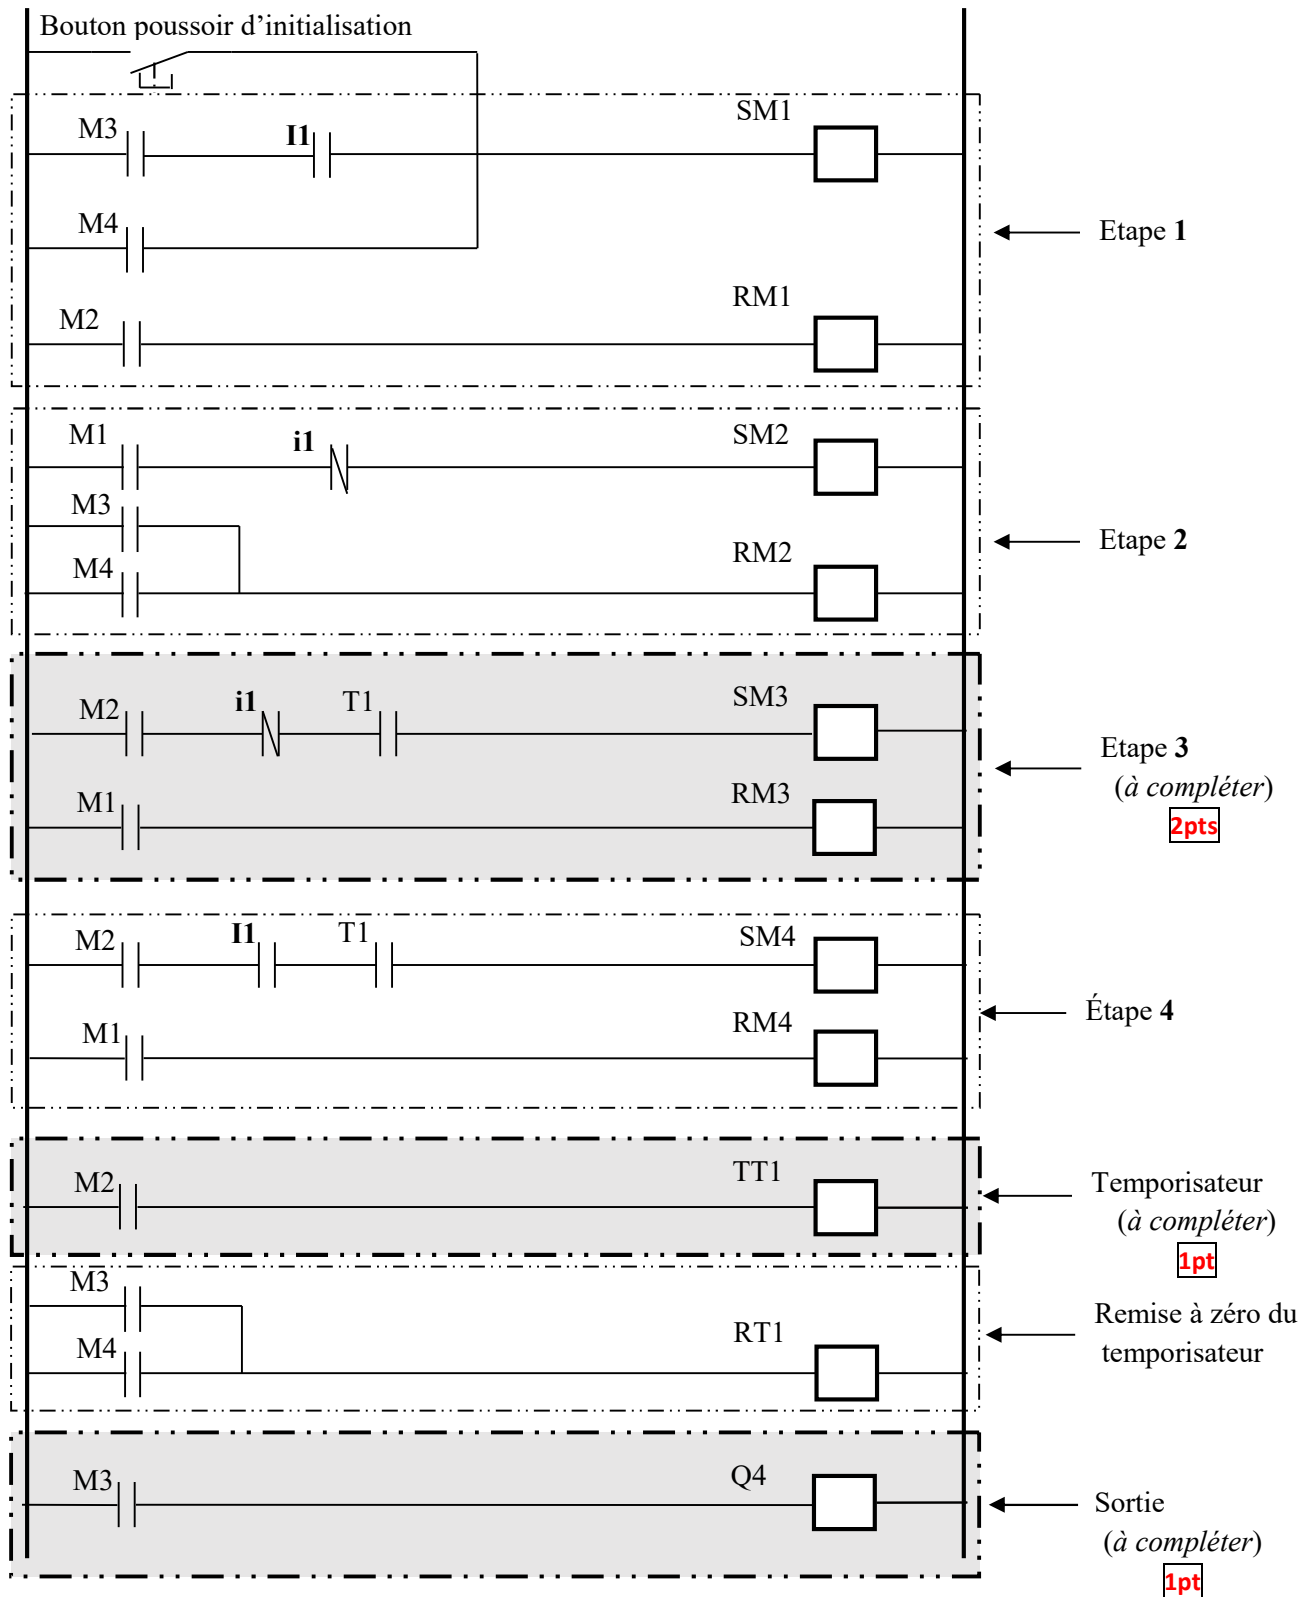 Bouton poussoir d’initialisation
M3 I1 SM1
M4
Etape 1
M2 RM1
M1 i1 SM2
M3
Etape 2
M4 RM2
M2 i1 T1 SM3
Etape 3
(à compléter)
2pts
M1 RM3
M2 I1 T1 SM4
Étape 4
M1 RM4
M2 TT1
Temporisateur
(à compléter)
1pt
M3
Remise à zéro du
temporisateur
M4 RT1
M3 Q4
Sortie
(à compléter)
1pt